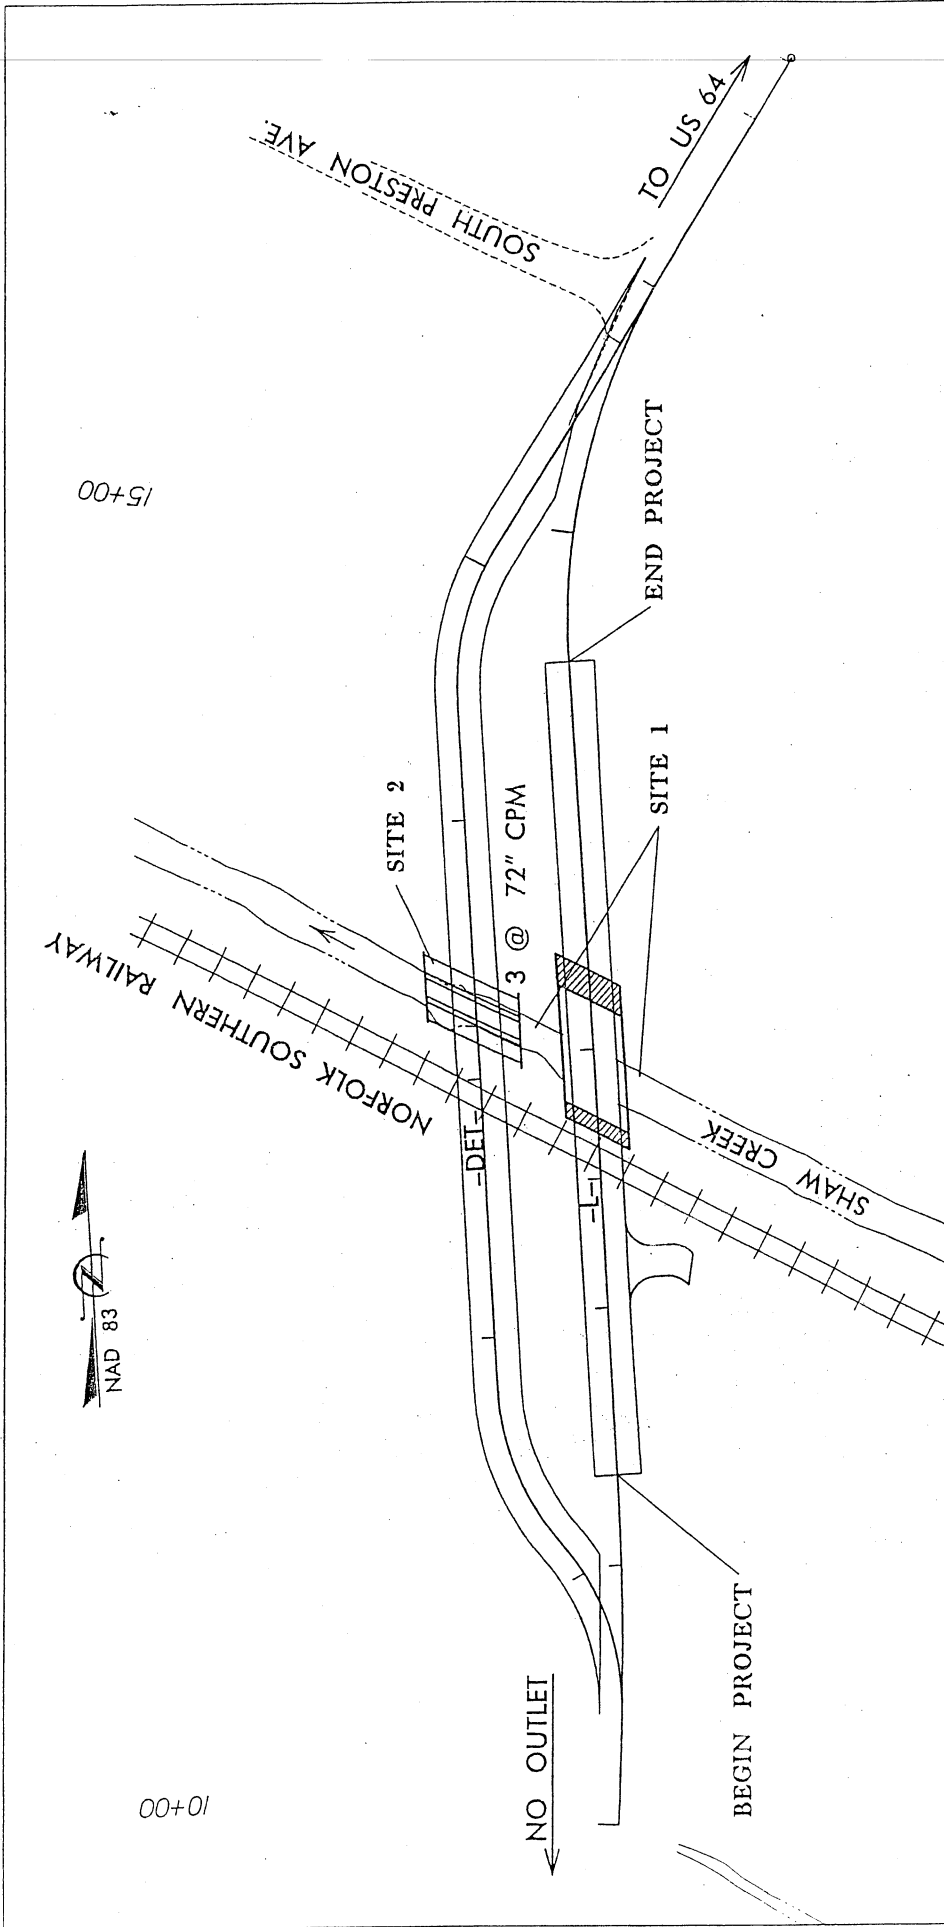 TO US 64
SOUTH PRESTON AVE.
15+00
END PROJECT
SITE 1
SITE 2
3 @ 72" CPM
NORFOLK SOUTHERN RAILWAY
-DET-
-L-
SHAW CREEK
NAD 83
BEGIN PROJECT
NO OUTLET
10+00